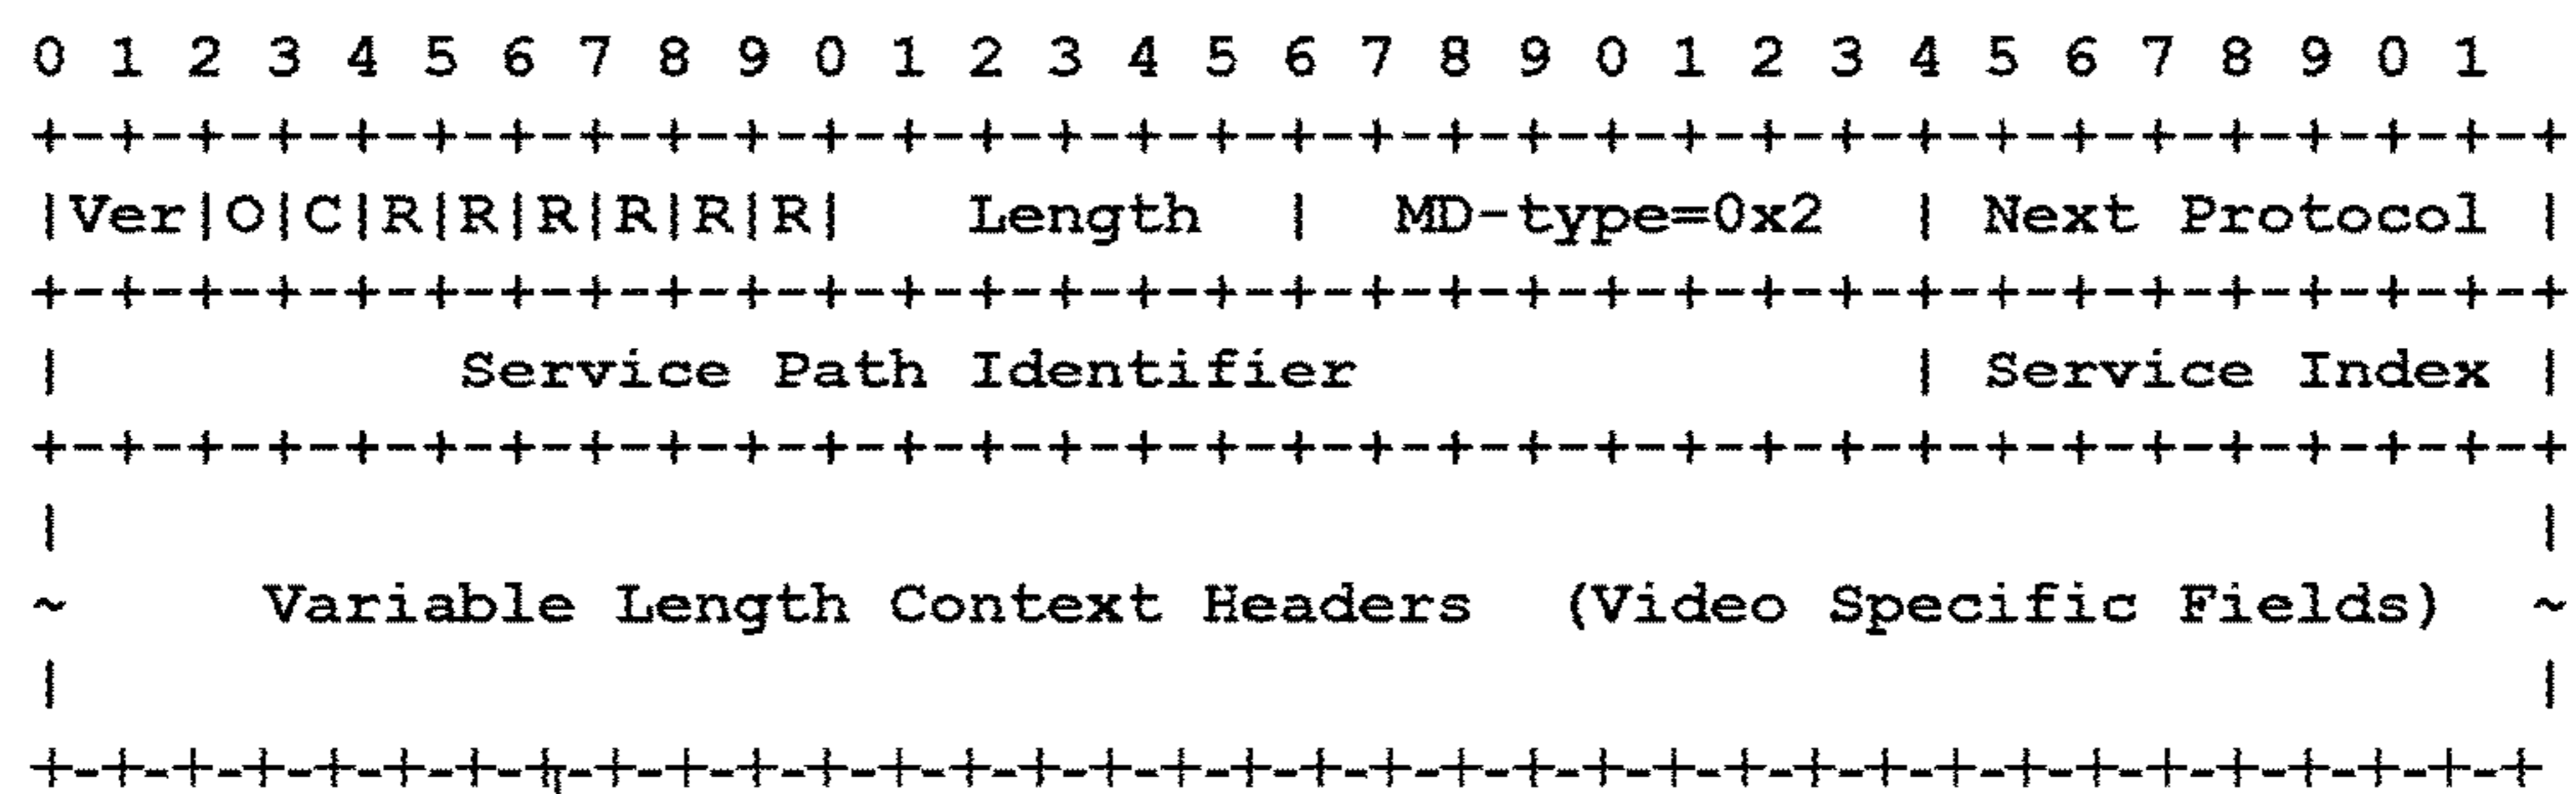 0 1 2 3 4 5 6 7 8 9 0 1 2 3 4 5 6 7 8 9 0 1 2 3 4 5 6 7 8 9 0 1
+-+-+-+-+-+-+-+-+-+-+-+-+-+-+-+-+-+-+-+-+-+-+-+-+-+-+-+-+-+-+-+-+
|Ver|O|C|R|R|R|R|R|R|   Length  |  MD-type=0x2  | Next Protocol |
+-+-+-+-+-+-+-+-+-+-+-+-+-+-+-+-+-+-+-+-+-+-+-+-+-+-+-+-+-+-+-+-+
|          Service Path Identifier              | Service Index |
+-+-+-+-+-+-+-+-+-+-+-+-+-+-+-+-+-+-+-+-+-+-+-+-+-+-+-+-+-+-+-+-+
|                                                               |
~     Variable Length Context Headers  (Video Specific Fields)  ~
|                                                               |
+-+-+-+-+-+-+-+-+-+-+-+-+-+-+-+-+-+-+-+-+-+-+-+-+-+-+-+-+-+-+-+-+-+-+-+-+